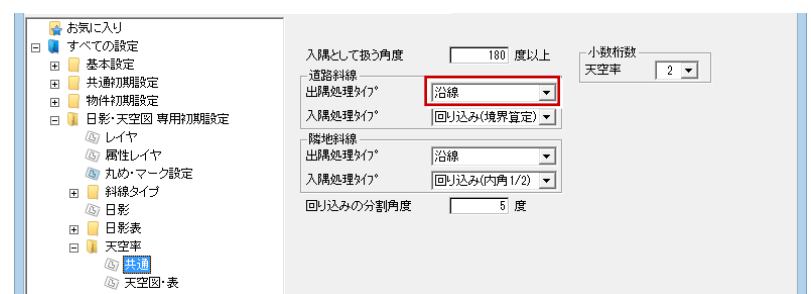 お気に入り
すべての設定
基本設定
共通初期設定
物件初期設定
日影・天空図 専用初期設定
レイヤ
属性レイヤ
丸め・マーク設定
斜線タイプ
日影
日影表
天空率
共通
天空図・表
入隅として扱う角度 180 度以上
道路斜線
出隅処理ﾀｲﾌﾟ 沿線
入隅処理ﾀｲﾌﾟ 回り込み(境界算定)
隣地斜線
出隅処理ﾀｲﾌﾟ 沿線
入隅処理ﾀｲﾌﾟ 回り込み(内角1/2)
回り込みの分割角度 5 度
小数桁数
天空率 2